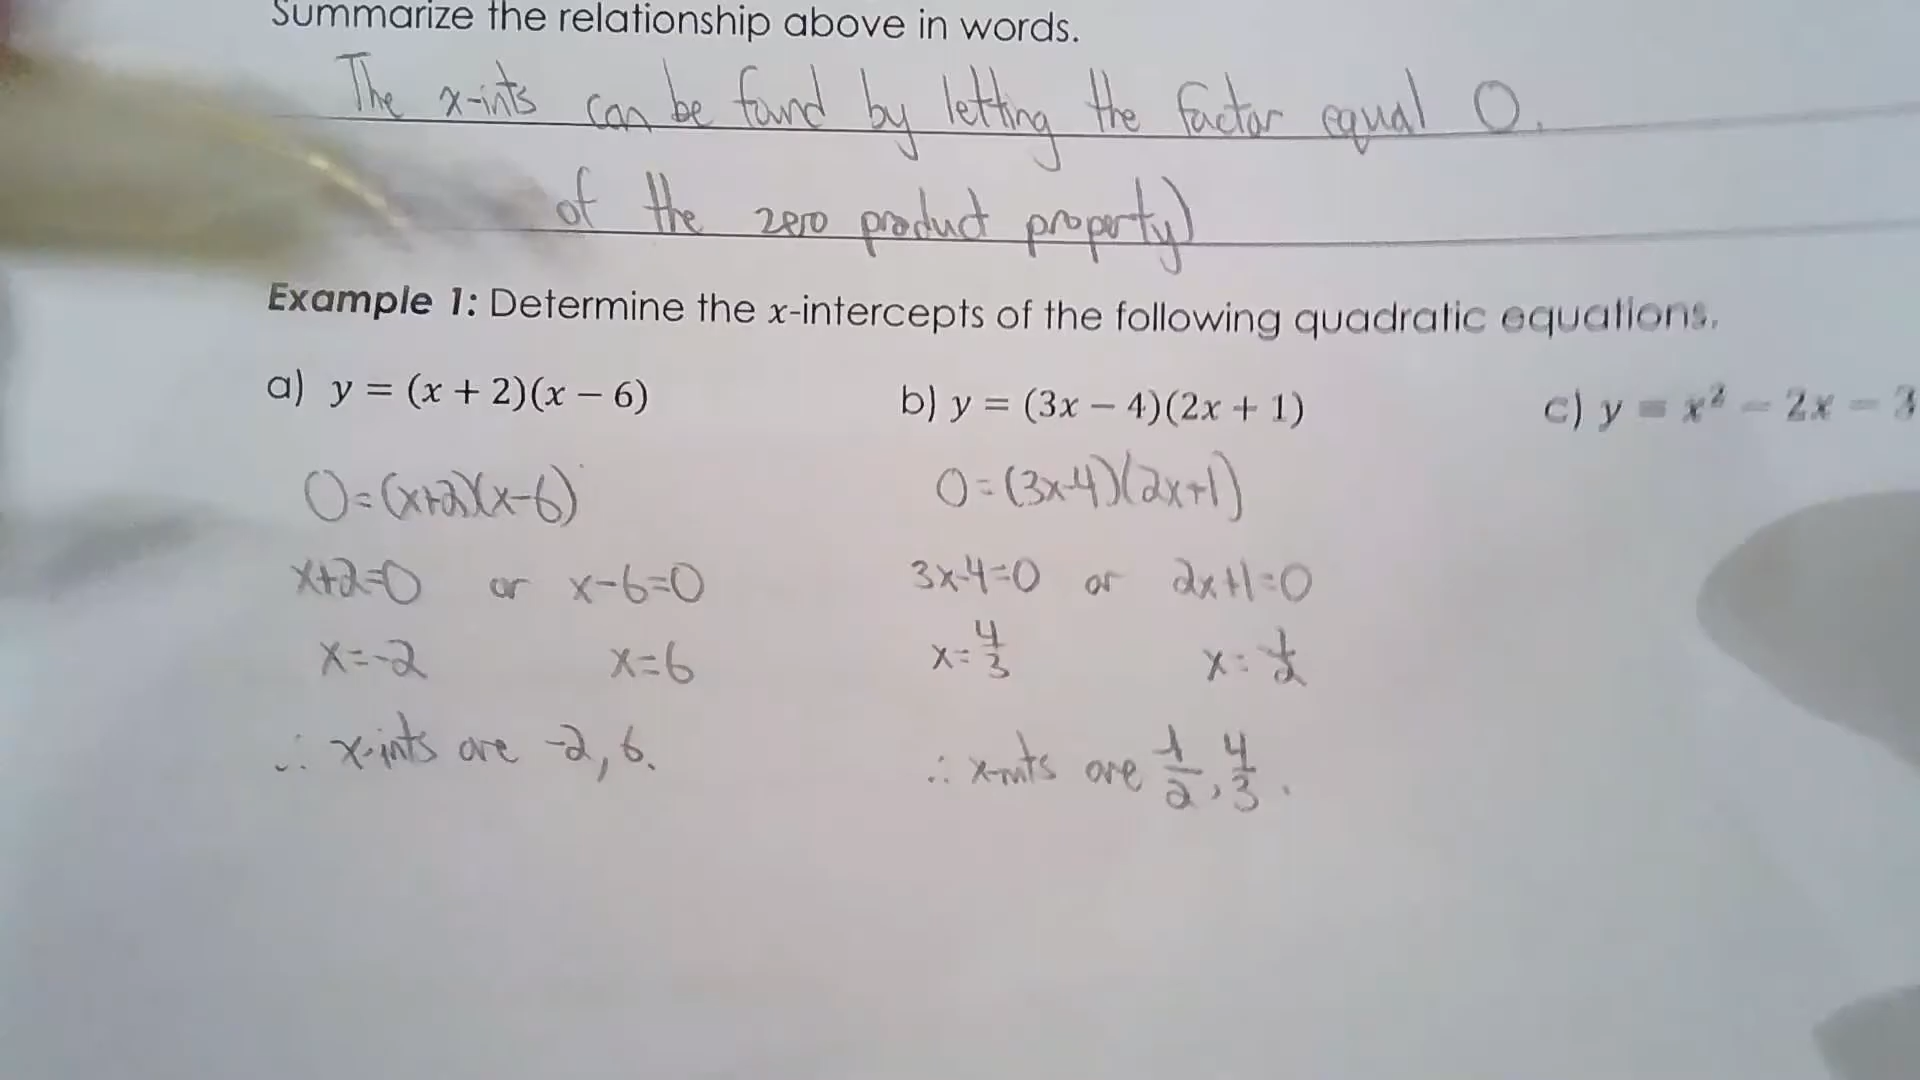 Summarize the relationship above in words.
The x-ints can be found by letting the factor equal 0.
of the zero product property)
Example 1: Determine the x-intercepts of the following quadratic equations.
a) y = (x + 2)(x − 6)
b) y = (3x − 4)(2x + 1)
c) y = x² − 2x − 3
0=(x+2)(x-6)
0=(3x-4)(2x+1)
x+2=0 or x-6=0
3x-4=0 or 2x+1=0
x=-2 x=6
x=4/3 x=
∴ x-ints are -2, 6.
∴ x-ints are 1/2, 4/3.